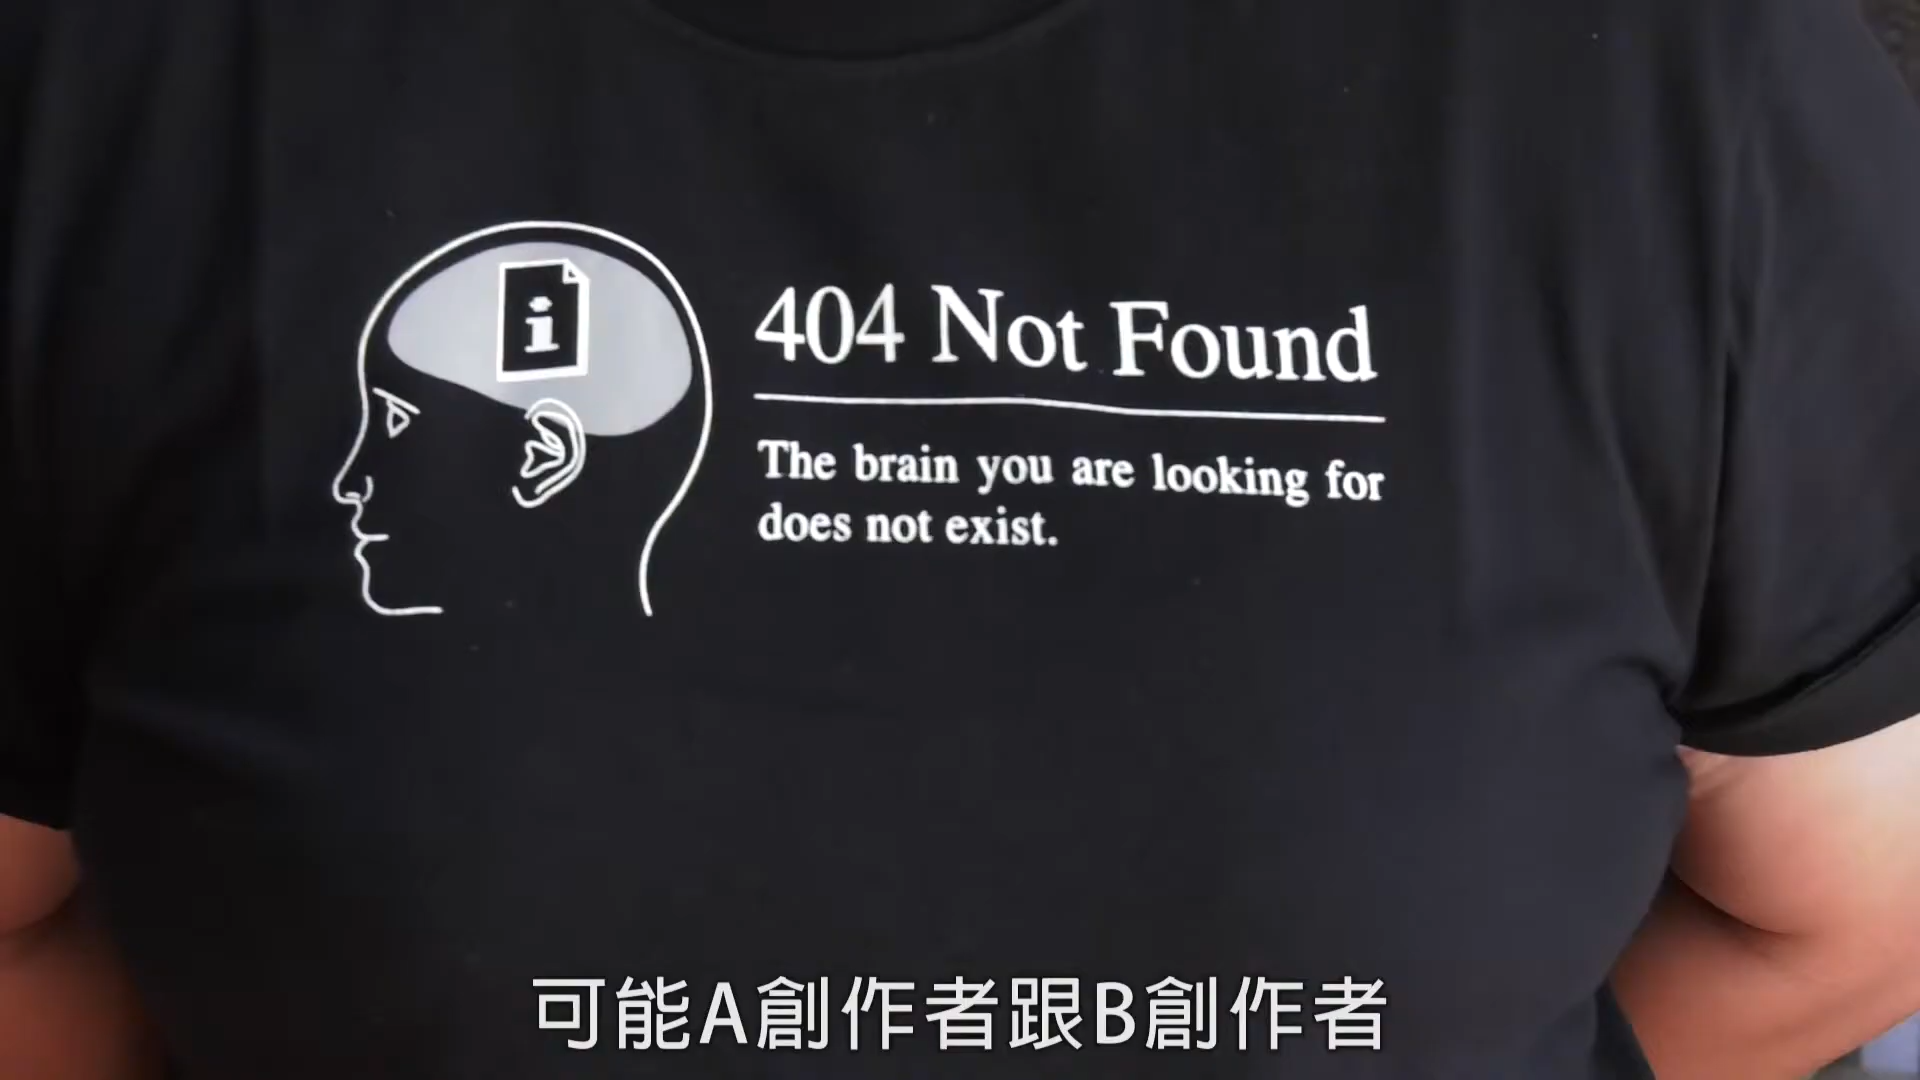 i
404 Not Found
The brain you are looking for
does not exist.
可能A創作者跟B創作者